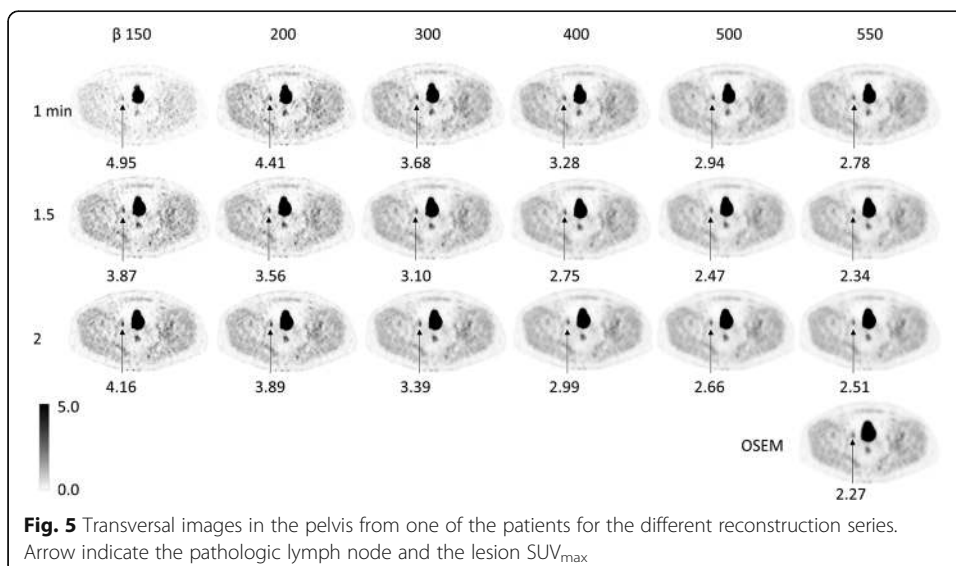 β 150 200 300 400 500 550
1 min
4.95 4.41 3.68 3.28 2.94 2.78
1.5
3.87 3.56 3.10 2.75 2.47 2.34
2
4.16 3.89 3.39 2.99 2.66 2.51
5.0
0.0
OSEM
2.27
Fig. 5 Transversal images in the pelvis from one of the patients for the different reconstruction series.
Arrow indicate the pathologic lymph node and the lesion SUVmax